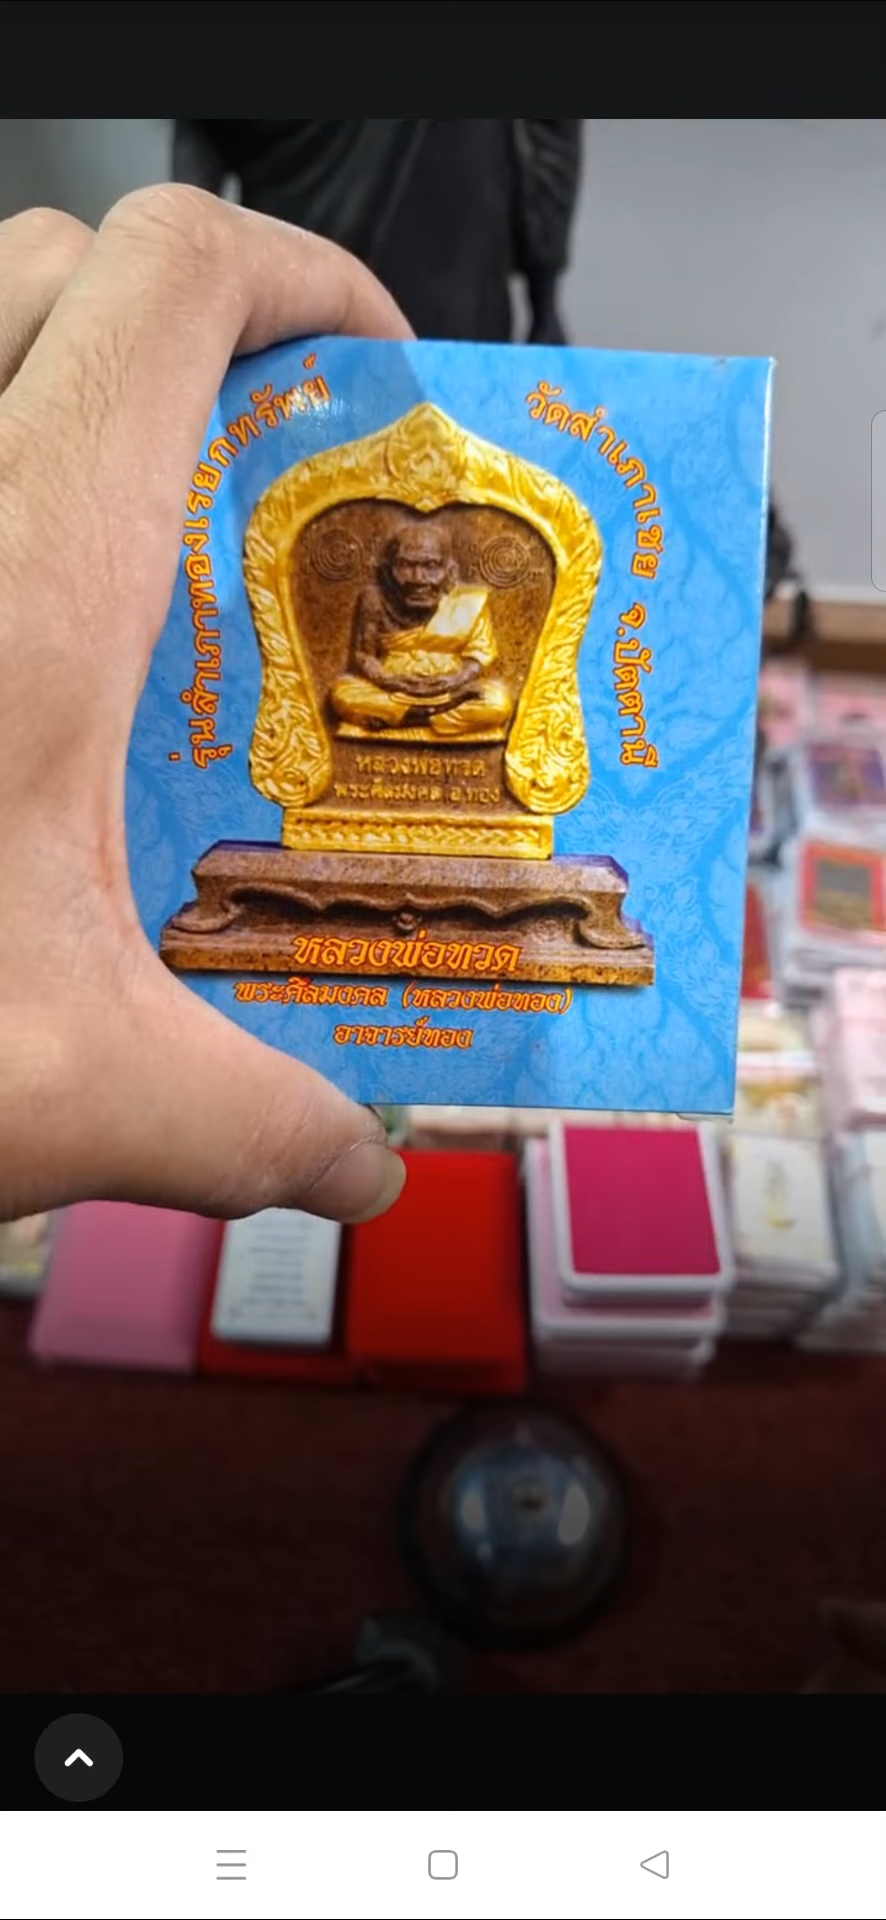 รุ่นสำเภาทองเรียกทรัพย์
วัดสำเภาเชย จ.ปัตตานี
หลวงพ่อทวด
พระศีลมงคล อ.ทอง
หลวงพ่อทวด
พระศีลมงคล (หลวงพ่อทอง)
อาจารย์ทอง